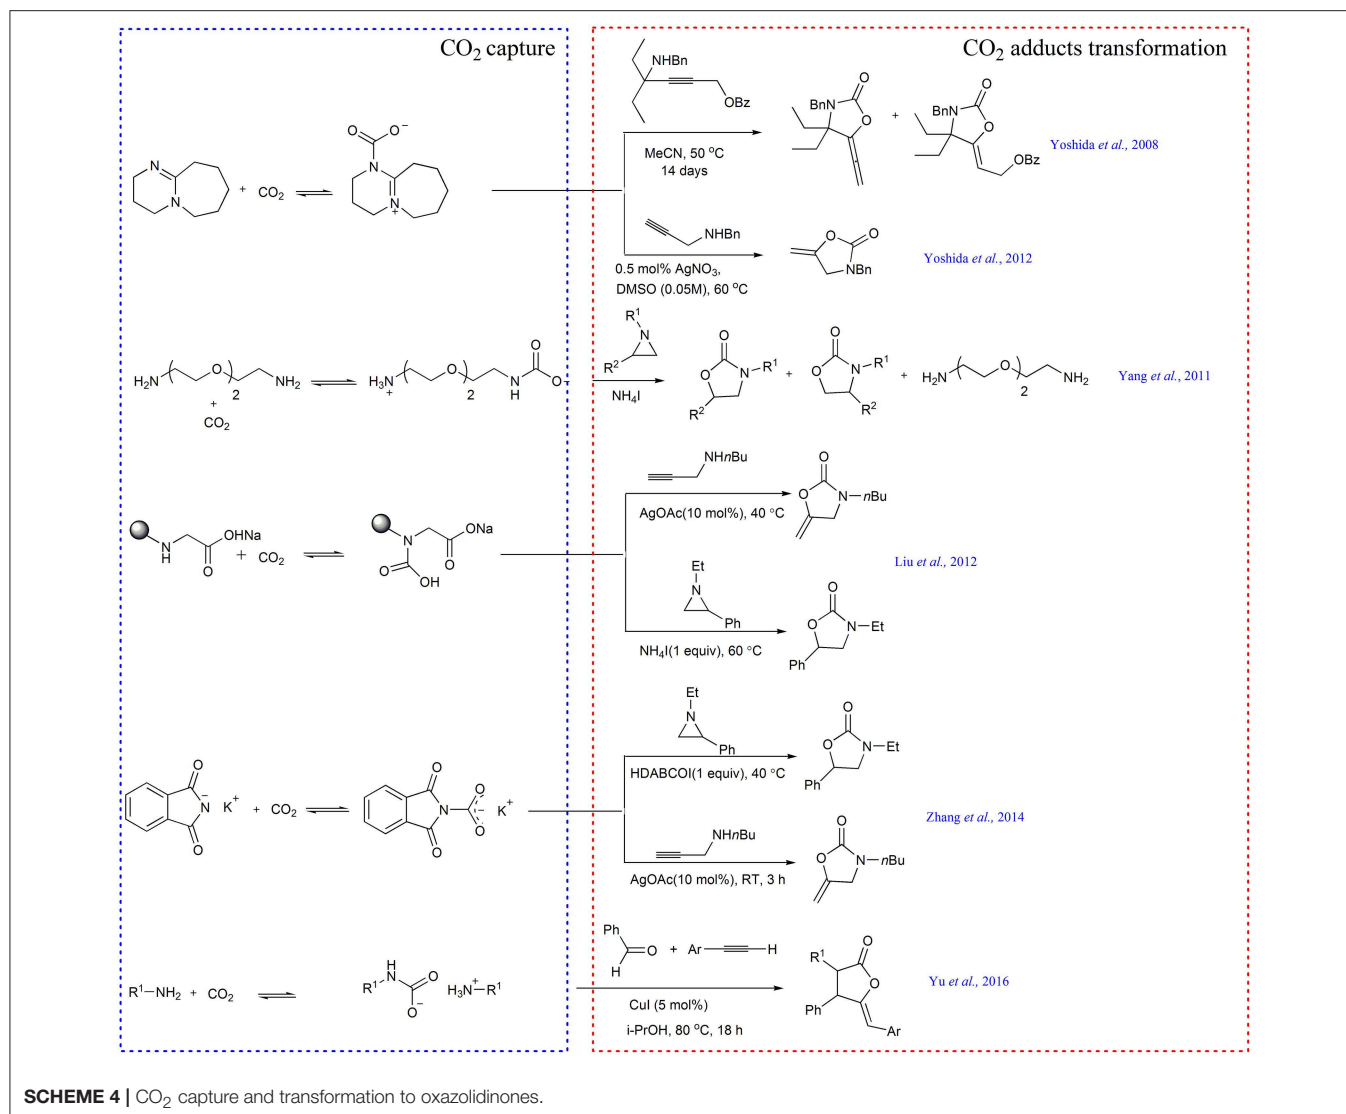 CO2 capture
CO2 adducts transformation
NHBn
OBz
MeCN, 50 °C
14 days
BnN
O
O
+
BnN
O
O
OBz
Yoshida et al., 2008
N
N
+ CO2
O
O−
N
N+
NHBn
0.5 mol% AgNO3,
DMSO (0.05M), 60 °C
O
O
NBn
Yoshida et al., 2012
H2N
O
2
NH2
+
CO2
H3N+
O
2
N
H
O
O−
R1
N
R2
NH4I
O
O
N
R1
R2
+
O
O
N
R1
R2
+
H2N
O
2
NH2
Yang et al., 2011
N
H
OHNa
O
+ CO2
N
ONa
O
O
OH
NHnBu
AgOAc(10 mol%), 40 °C
O
O
N
nBu
Liu et al., 2012
Et
N
Ph
NH4I(1 equiv), 60 °C
O
O
N
Et
Ph
O
N−
O
K+
+ CO2
O
N
O
O
O
−
K+
Et
N
Ph
HDABCOI(1 equiv), 40 °C
O
O
N
Et
Ph
Zhang et al., 2014
NHnBu
AgOAc(10 mol%), RT, 3 h
O
O
N
nBu
R1
NH2 + CO2
H
N
R1
O
O−
H3N+
R1
Ph
O
H
+
Ar
H
CuI (5 mol%)
i-PrOH, 80 °C, 18 h
R1
O
O
Ph
Ar
Yu et al., 2016
SCHEME 4 | CO2 capture and transformation to oxazolidinones.